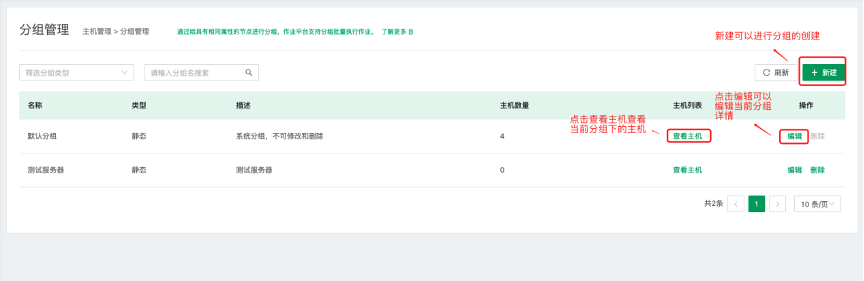 分组管理 主机管理 > 分组管理 通过给具有相同属性的节点进行分组，作业平台支持分组批量执行作业。 了解更多
新建可以进行分组的创建
筛选分组类型 请输入分组名搜索 刷新 + 新建
点击编辑可以
编辑当前分组
详情
名称 类型 描述 主机数量 主机列表 操作
点击查看主机查看
当前分组下的主机
默认分组 静态 系统分组，不可修改和删除 4 查看主机 编辑 删除
测试服务器 静态 测试服务器 0 查看主机 编辑 删除
共2条 < 1 > 10 条/页